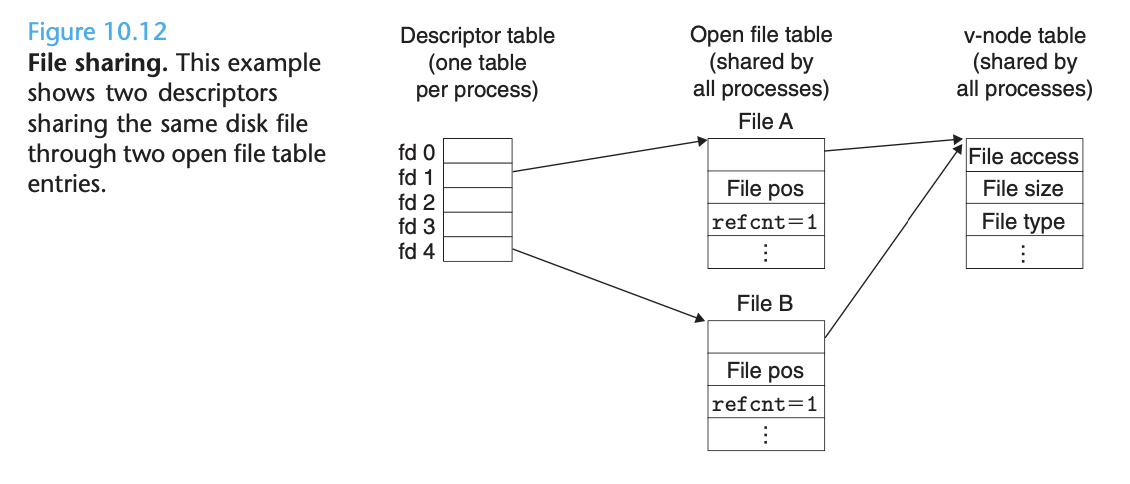 Figure 10.12
File sharing. This example
shows two descriptors
sharing the same disk file
through two open file table
entries.
Descriptor table
(one table
per process)
Open file table
(shared by
all processes)
v-node table
(shared by
all processes)
fd 0
fd 1
fd 2
fd 3
fd 4
File A
File pos
refcnt=1
⋮
File B
File pos
refcnt=1
⋮
File access
File size
File type
⋮